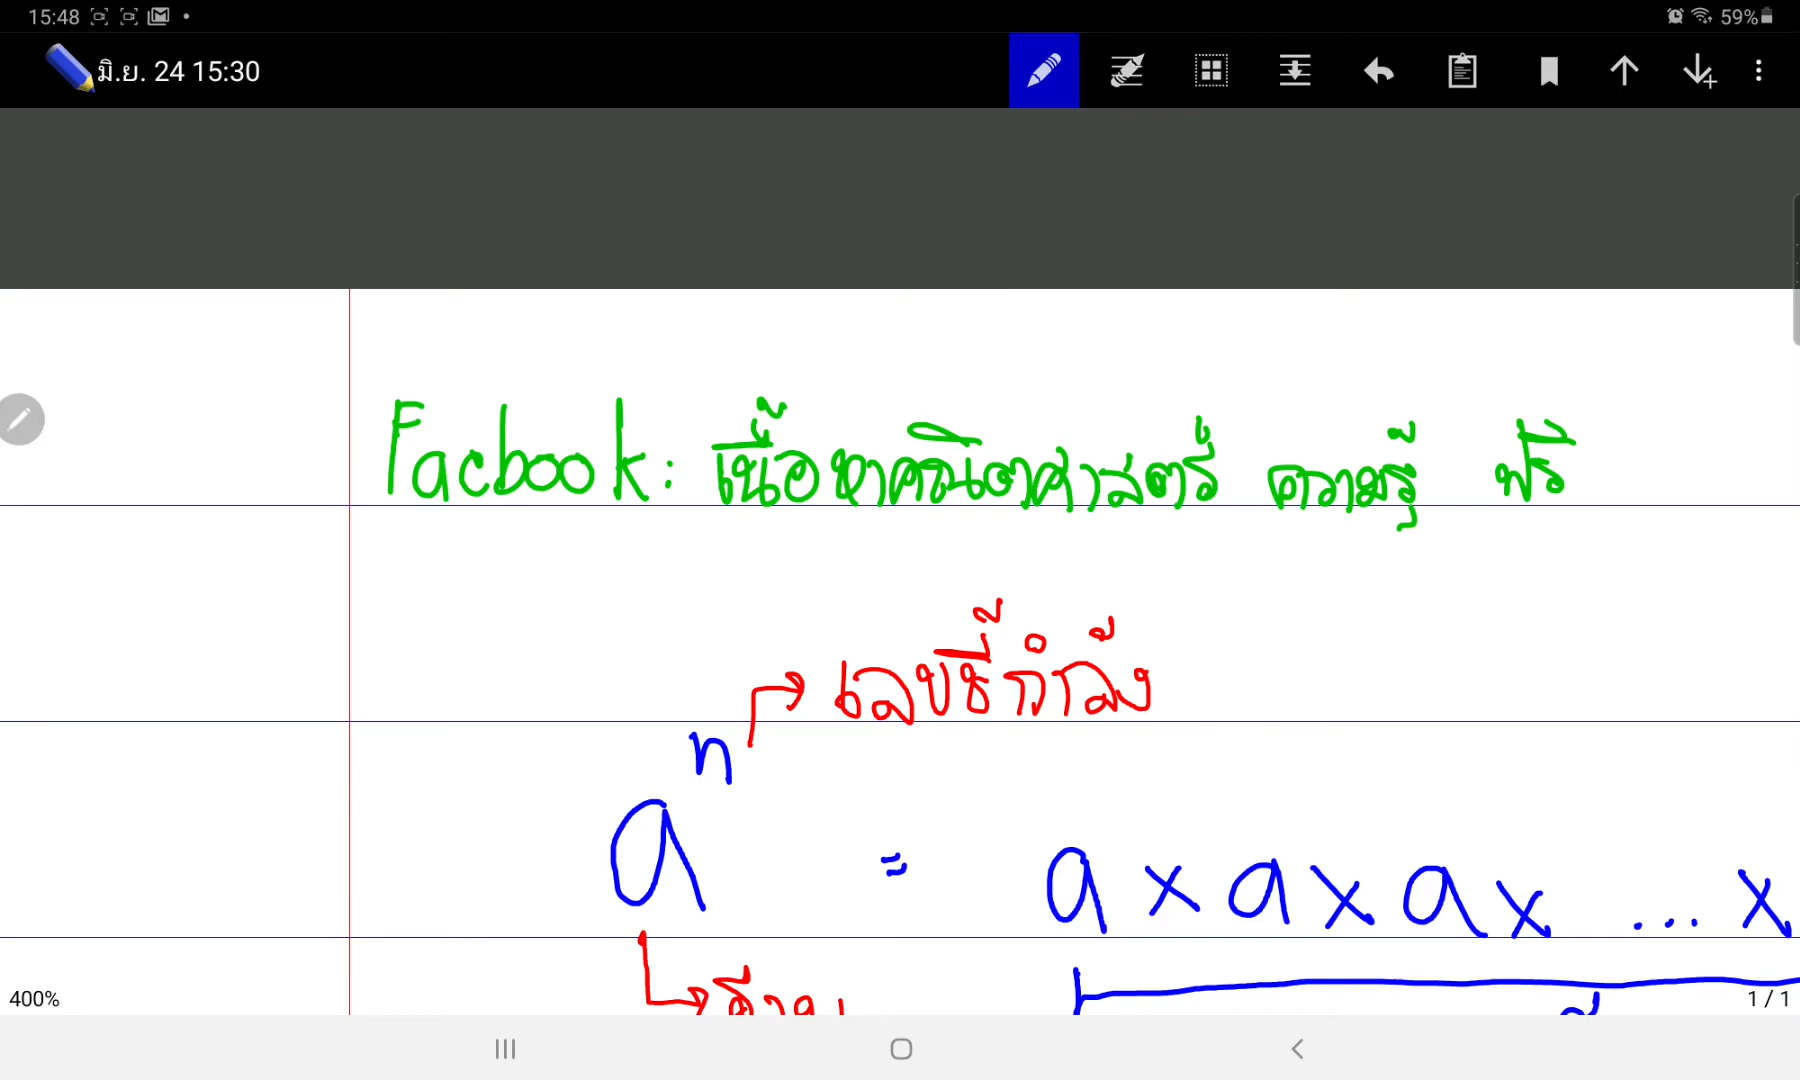 15:48
59%
มิ.ย. 24 15:30
Facbook: เนื้อหาคณิตศาสตร์ ความรู้ ฟรี
เลขชี้กำลัง
n
a = a × a × a × ... ×
400%
1 / 1